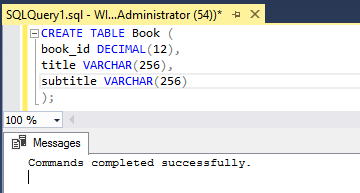 SQLQuery1.sql - WI...Administrator (54))*
CREATE TABLE Book (
book_id DECIMAL(12),
title VARCHAR(256),
subtitle VARCHAR(256)
);
100 %
Messages
Commands completed successfully.